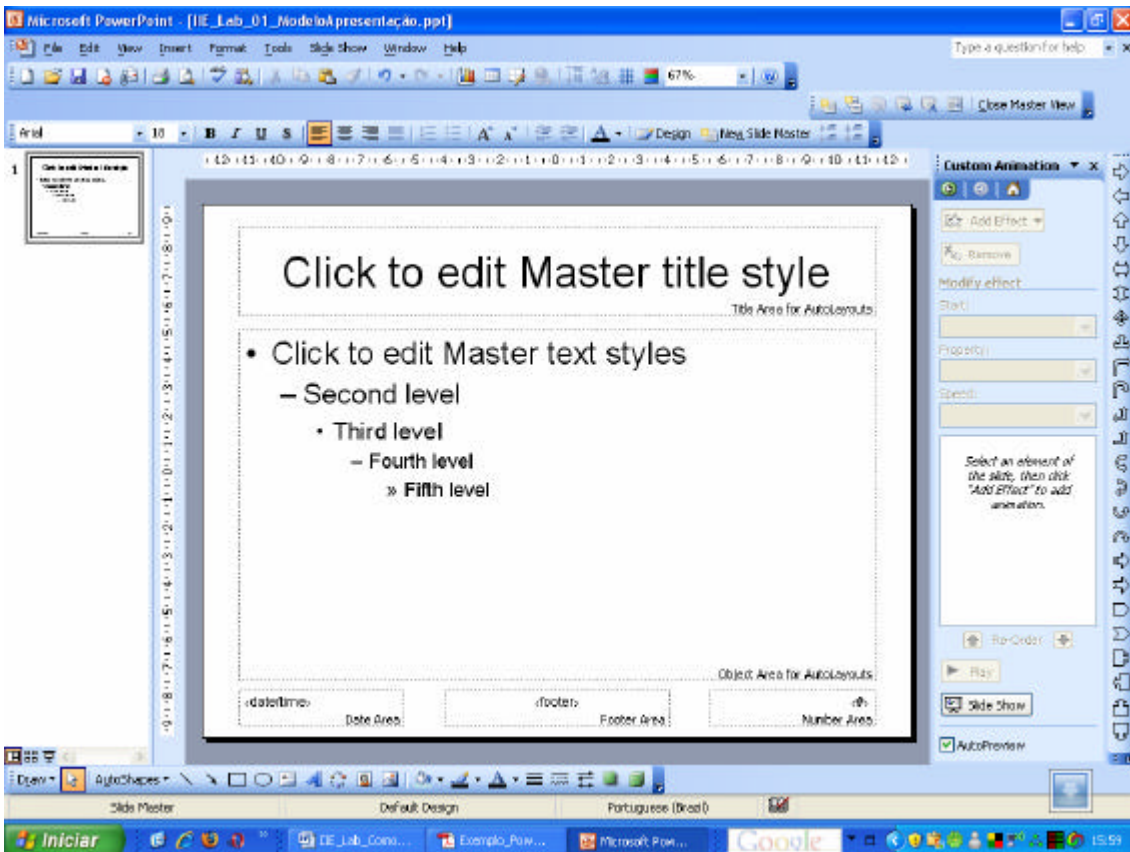 Microsoft PowerPoint - [IIE_Lab_01_ModeloApresentação.ppt]
File Edit View Insert Format Tools Slide Show Window Help
Type a question for help
67%
Close Master View
Arial 18 B I U S Design New Slide Master
1
Custom Animation
Add Effect
Remove
Modify effect
Start:
Property:
Speed:
Click to edit Master title style
Title Area for AutoLayouts
• Click to edit Master text styles
– Second level
• Third level
– Fourth level
» Fifth level
Select an element of
the slide, then click
"Add Effect" to add
animation.
Re-Order
Play
Slide Show
AutoPreview
Object Area for AutoLayouts
<date/time>
Date Area
<footer>
Footer Area
<#>
Number Area
Draw AutoShapes
Slide Master Default Design Portuguese (Brazil)
Iniciar IIE_Lab_Como... Exemplo_Pow... Microsoft Pow... Google 15:59